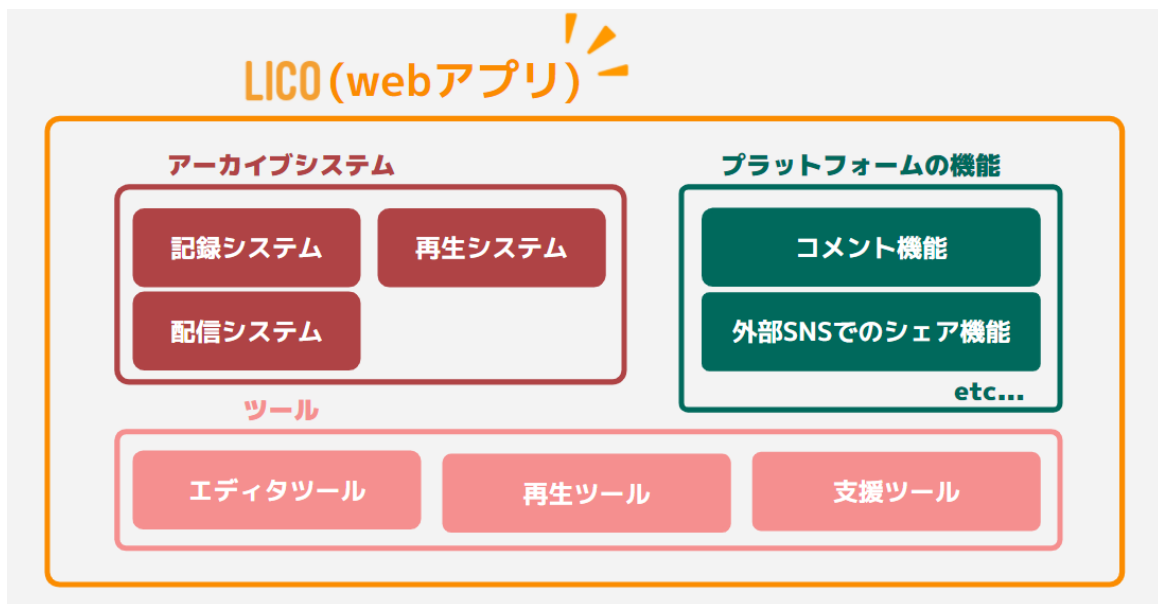 LICO(webアプリ)
アーカイブシステム
記録システム
再生システム
配信システム
プラットフォームの機能
コメント機能
外部SNSでのシェア機能
etc...
ツール
エディタツール
再生ツール
支援ツール